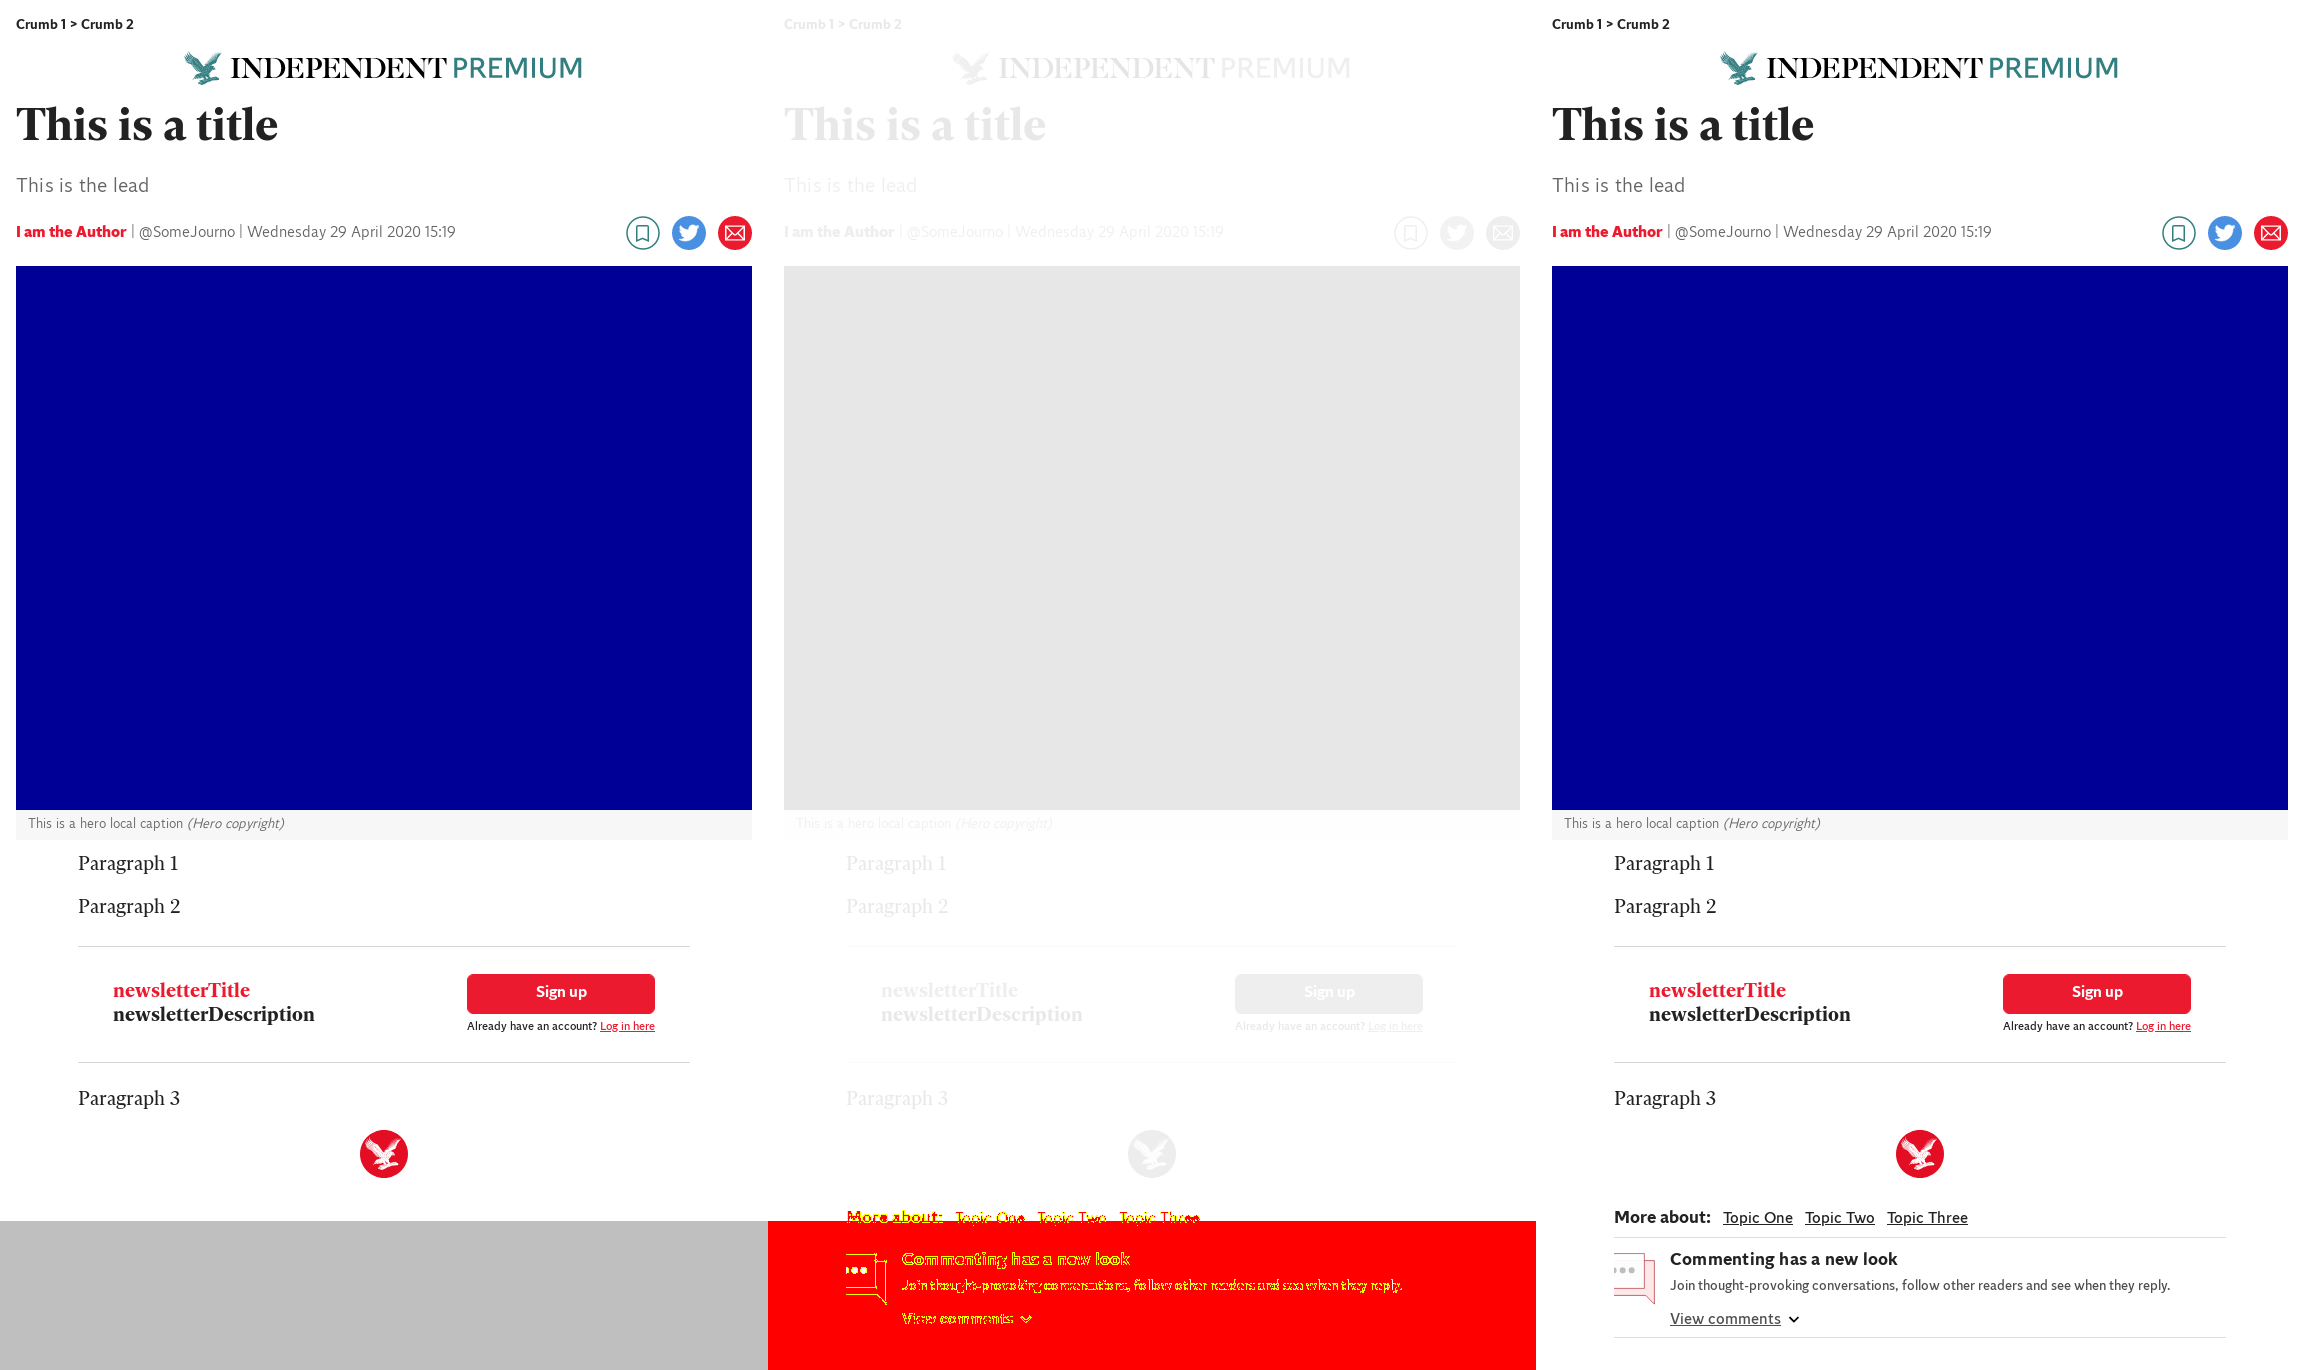 Crumb 1 > Crumb 2
INDEPENDENT PREMIUM
This is a title
This is the lead
I am the Author | @SomeJourno | Wednesday 29 April 2020 15:19
This is a hero local caption (Hero copyright)
Paragraph 1
Paragraph 2
newsletterTitle
newsletterDescription
Sign up
Already have an account? Log in here
Paragraph 3
Crumb 1 > Crumb 2
INDEPENDENT PREMIUM
This is a title
This is the lead
I am the Author | @SomeJourno | Wednesday 29 April 2020 15:19
This is a hero local caption (Hero copyright)
Paragraph 1
Paragraph 2
newsletterTitle
newsletterDescription
Sign up
Already have an account? Log in here
Paragraph 3
More about: Topic One Topic Two Topic Three
Commenting has a new look
Join thought-provoking conversations, follow other readers and see when they reply.
View comments
Crumb 1 > Crumb 2
INDEPENDENT PREMIUM
This is a title
This is the lead
I am the Author | @SomeJourno | Wednesday 29 April 2020 15:19
This is a hero local caption (Hero copyright)
Paragraph 1
Paragraph 2
newsletterTitle
newsletterDescription
Sign up
Already have an account? Log in here
Paragraph 3
More about: Topic One Topic Two Topic Three
Commenting has a new look
Join thought-provoking conversations, follow other readers and see when they reply.
View comments